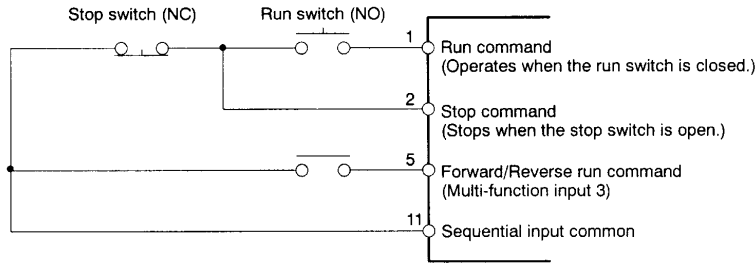 Stop switch (NC)
Run switch (NO)
1
Run command
(Operates when the run switch is closed.)
2
Stop command
(Stops when the stop switch is open.)
5
Forward/Reverse run command
(Multi-function input 3)
11
Sequential input common